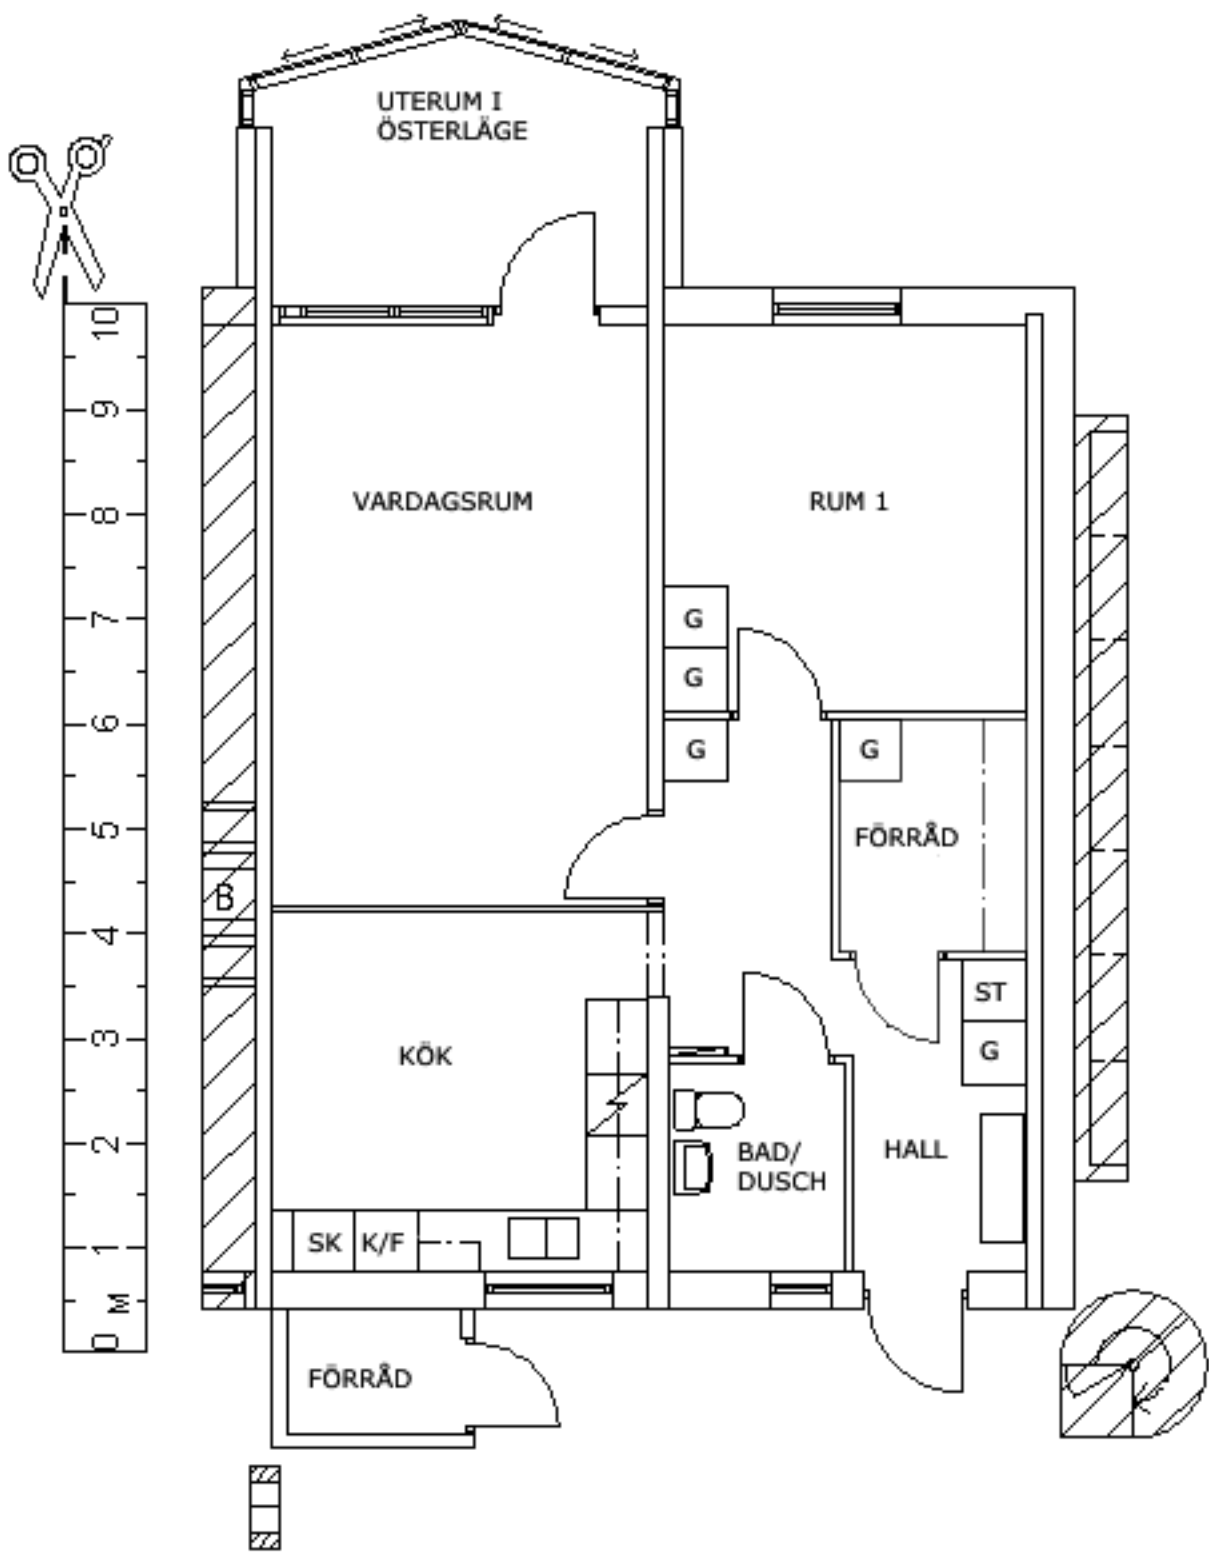 UTERUM I
ÖSTERLÄGE
10
9
8
7
6
5
4
3
2
1
M
0
VARDAGSRUM
RUM 1
G
G
G
G
FÖRRÅD
B
ST
G
KÖK
BAD/
DUSCH
HALL
SK
K/F
FÖRRÅD